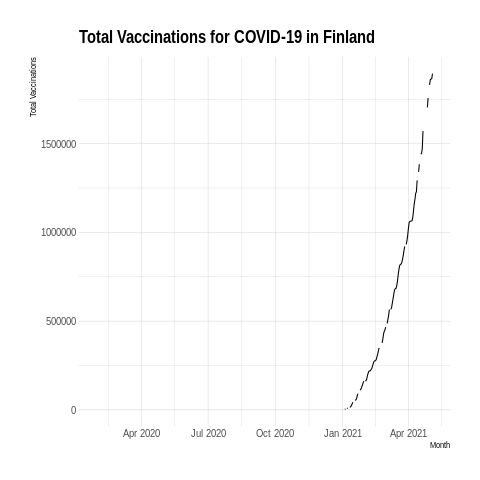 Total Vaccinations for COVID-19 in Finland
Total Vaccinations
1500000
1000000
500000
0
Apr 2020 Jul 2020 Oct 2020 Jan 2021 Apr 2021
Month